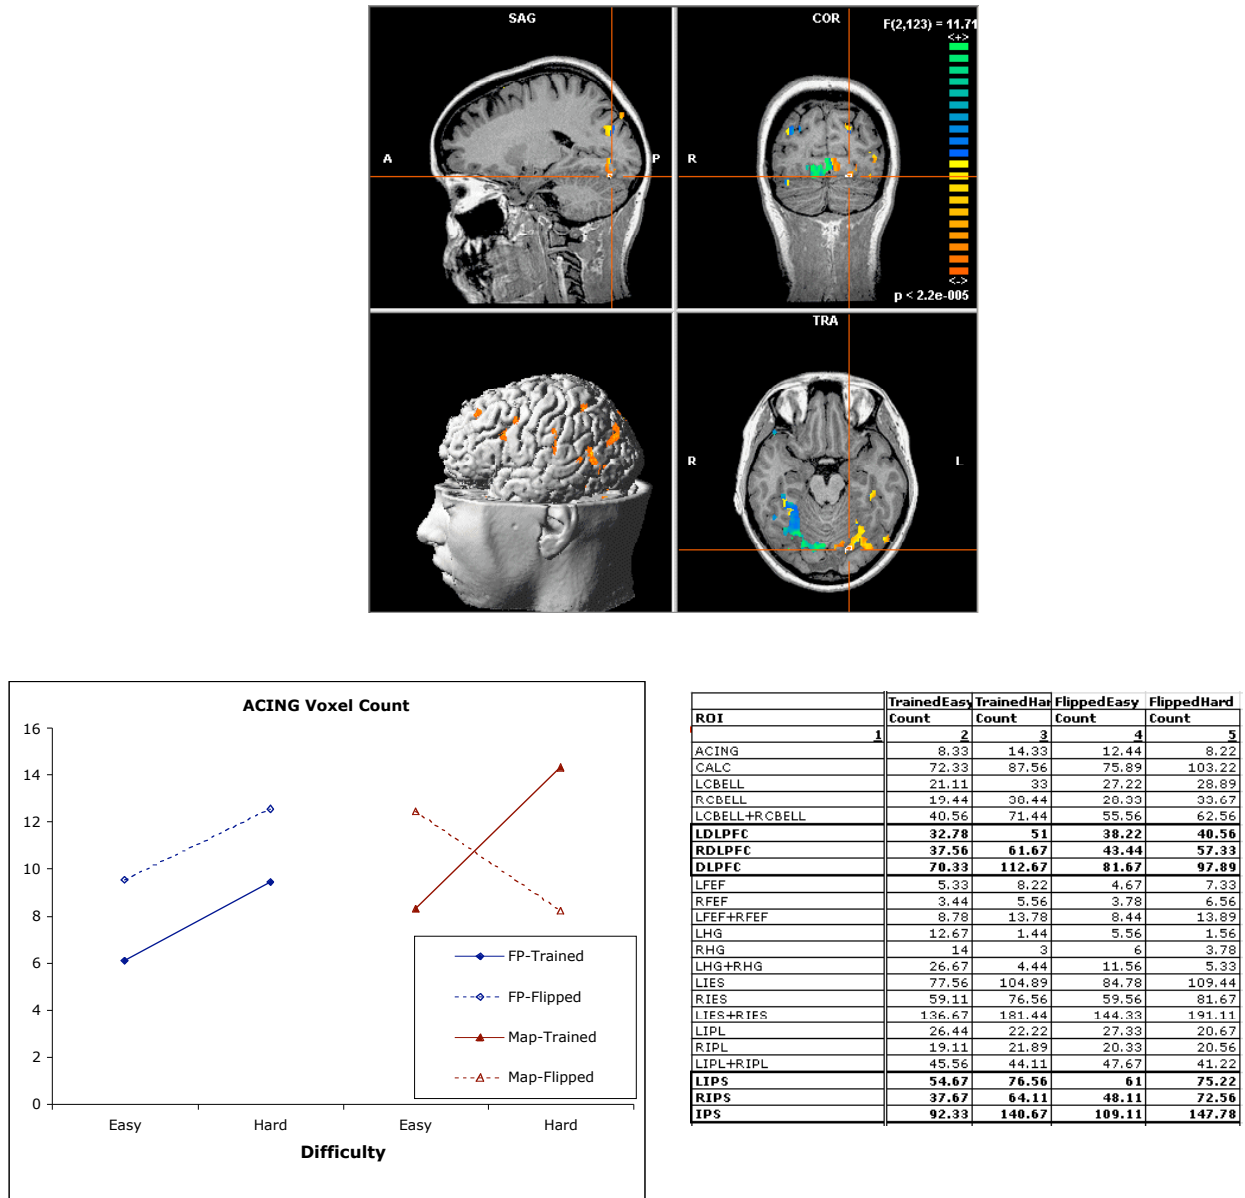 SAG
COR
F(2,123) = 11.71
<+>
A
P
R
<->
p < 2.2e-005
TRA
R
L
ACING Voxel Count
16
14
12
10
8
6
4
2
0
FP-Trained
FP-Flipped
Map-Trained
Map-Flipped
Easy Hard Easy Hard
Difficulty
TrainedEasy TrainedHar FlippedEasy FlippedHard
ROI Count Count Count Count
1 2 3 4 5
ACING 8.33 14.33 12.44 8.22
CALC 72.33 87.56 75.89 103.22
LCBELL 21.11 33 27.22 28.89
RCBELL 19.44 38.44 28.33 33.67
LCBELL+RCBELL 40.56 71.44 55.56 62.56
LDLPFC 32.78 51 38.22 40.56
RDLPFC 37.56 61.67 43.44 57.33
DLPFC 70.33 112.67 81.67 97.89
LFEF 5.33 8.22 4.67 7.33
RFEF 3.44 5.56 3.78 6.56
LFEF+RFEF 8.78 13.78 8.44 13.89
LHG 12.67 1.44 5.56 1.56
RHG 14 3 6 3.78
LHG+RHG 26.67 4.44 11.56 5.33
LIES 77.56 104.89 84.78 109.44
RIES 59.11 76.56 59.56 81.67
LIES+RIES 136.67 181.44 144.33 191.11
LIPL 26.44 22.22 27.33 20.67
RIPL 19.11 21.89 20.33 20.56
LIPL+RIPL 45.56 44.11 47.67 41.22
LIPS 54.67 76.56 61 75.22
RIPS 37.67 64.11 48.11 72.56
IPS 92.33 140.67 109.11 147.78